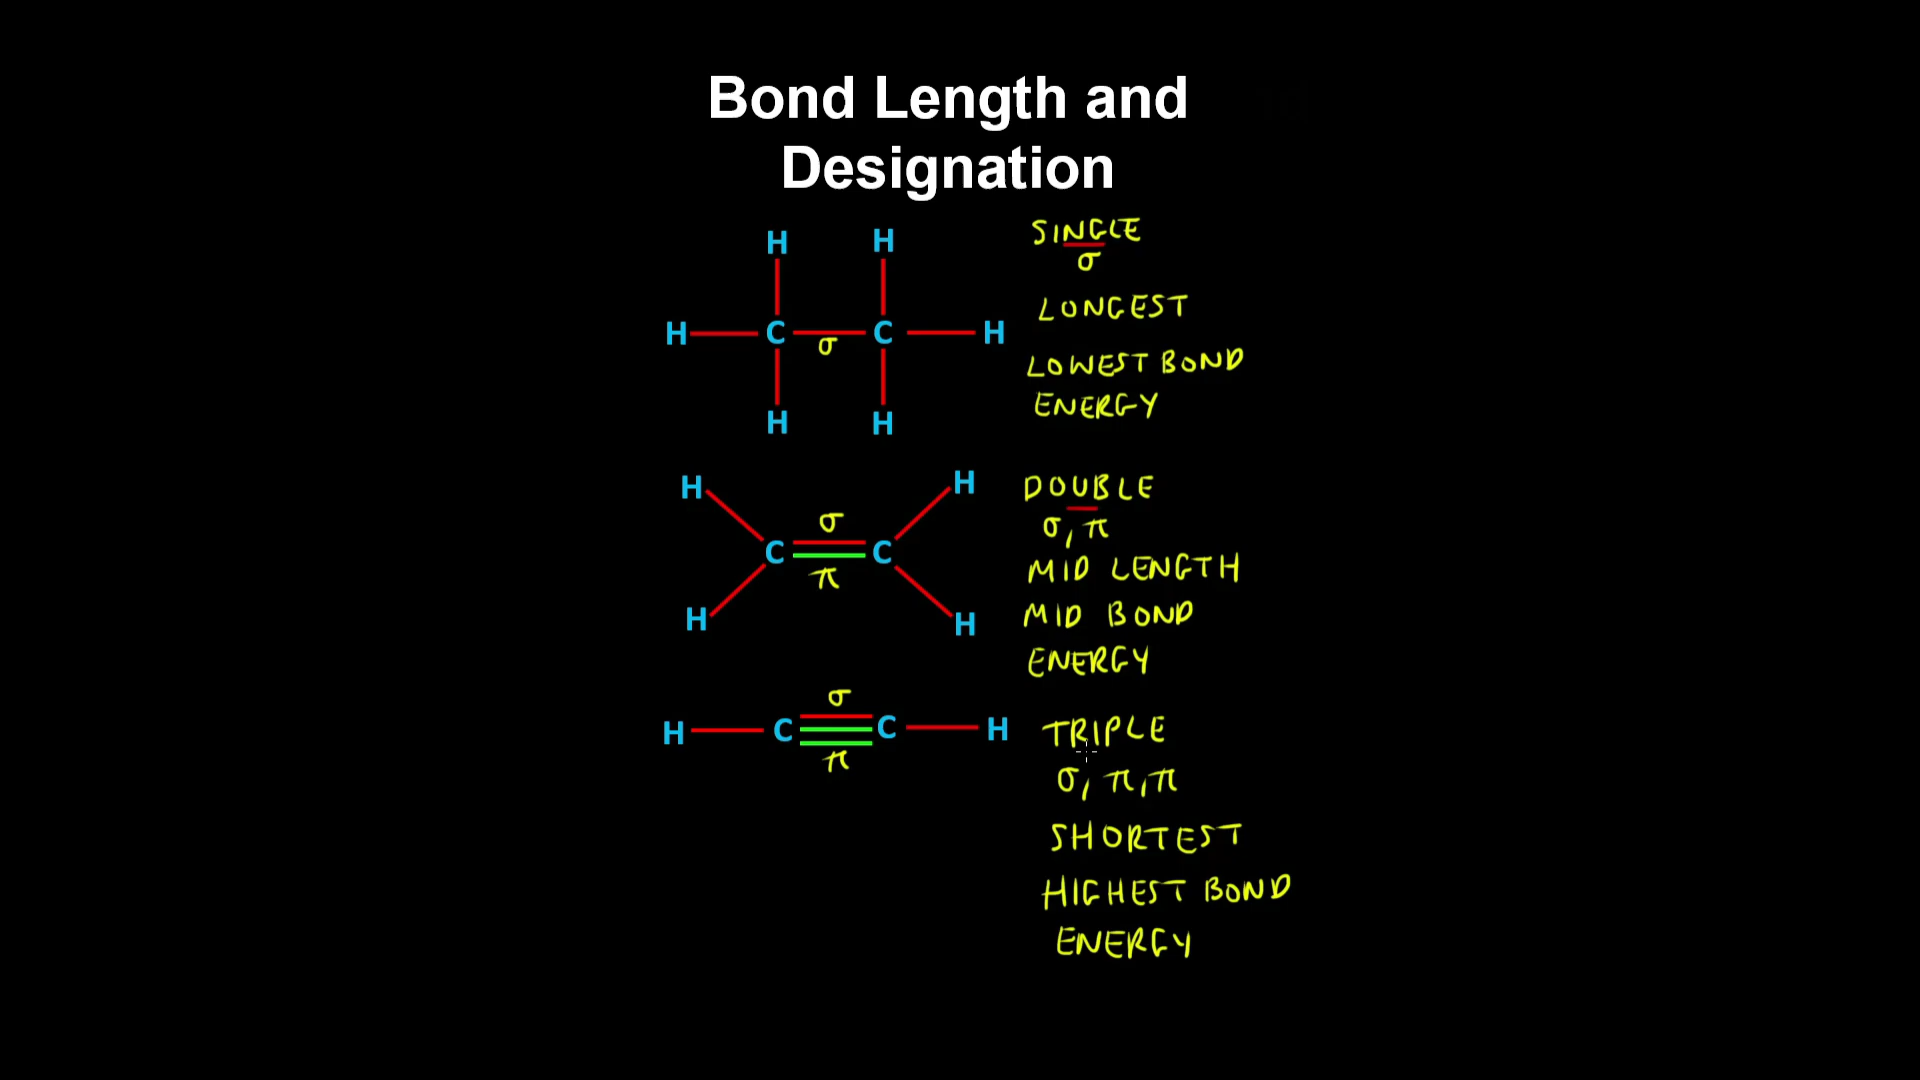 Bond Length and
Designation
H H
SINGLE
σ
H C C H
σ
LONGEST
LOWEST BOND
ENERGY
H H
H H
DOUBLE
σ
σ, π
C C
π
MID LENGTH
MID BOND
H H
ENERGY
σ
H C C H
TRIPLE
π
σ, π, π
SHORTEST
HIGHEST BOND
ENERGY